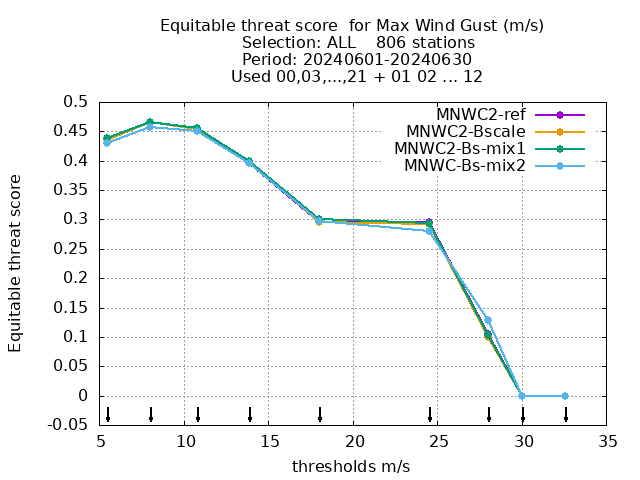 Equitable threat score  for Max Wind Gust (m/s)
Selection: ALL    806 stations
Period: 20240601-20240630
Used 00,03,...,21 + 01 02 ... 12
MNWC2-ref
MNWC2-Bscale
MNWC2-Bs-mix1
MNWC-Bs-mix2
Equitable threat score
0.5
0.45
0.4
0.35
0.3
0.25
0.2
0.15
0.1
0.05
0
-0.05
5 10 15 20 25 30 35
thresholds m/s